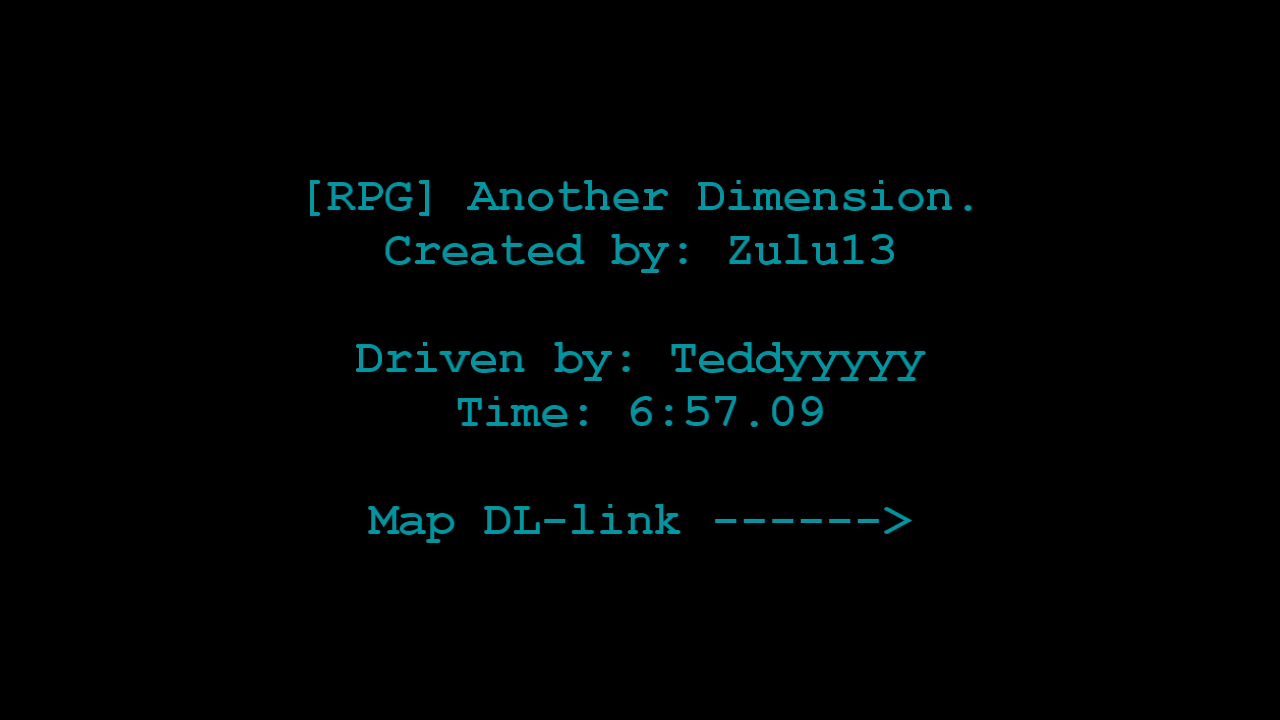 [RPG] Another Dimension.
Created by: Zulu13
Driven by: Teddyyyyy
Time: 6:57.09
Map DL-link ------>